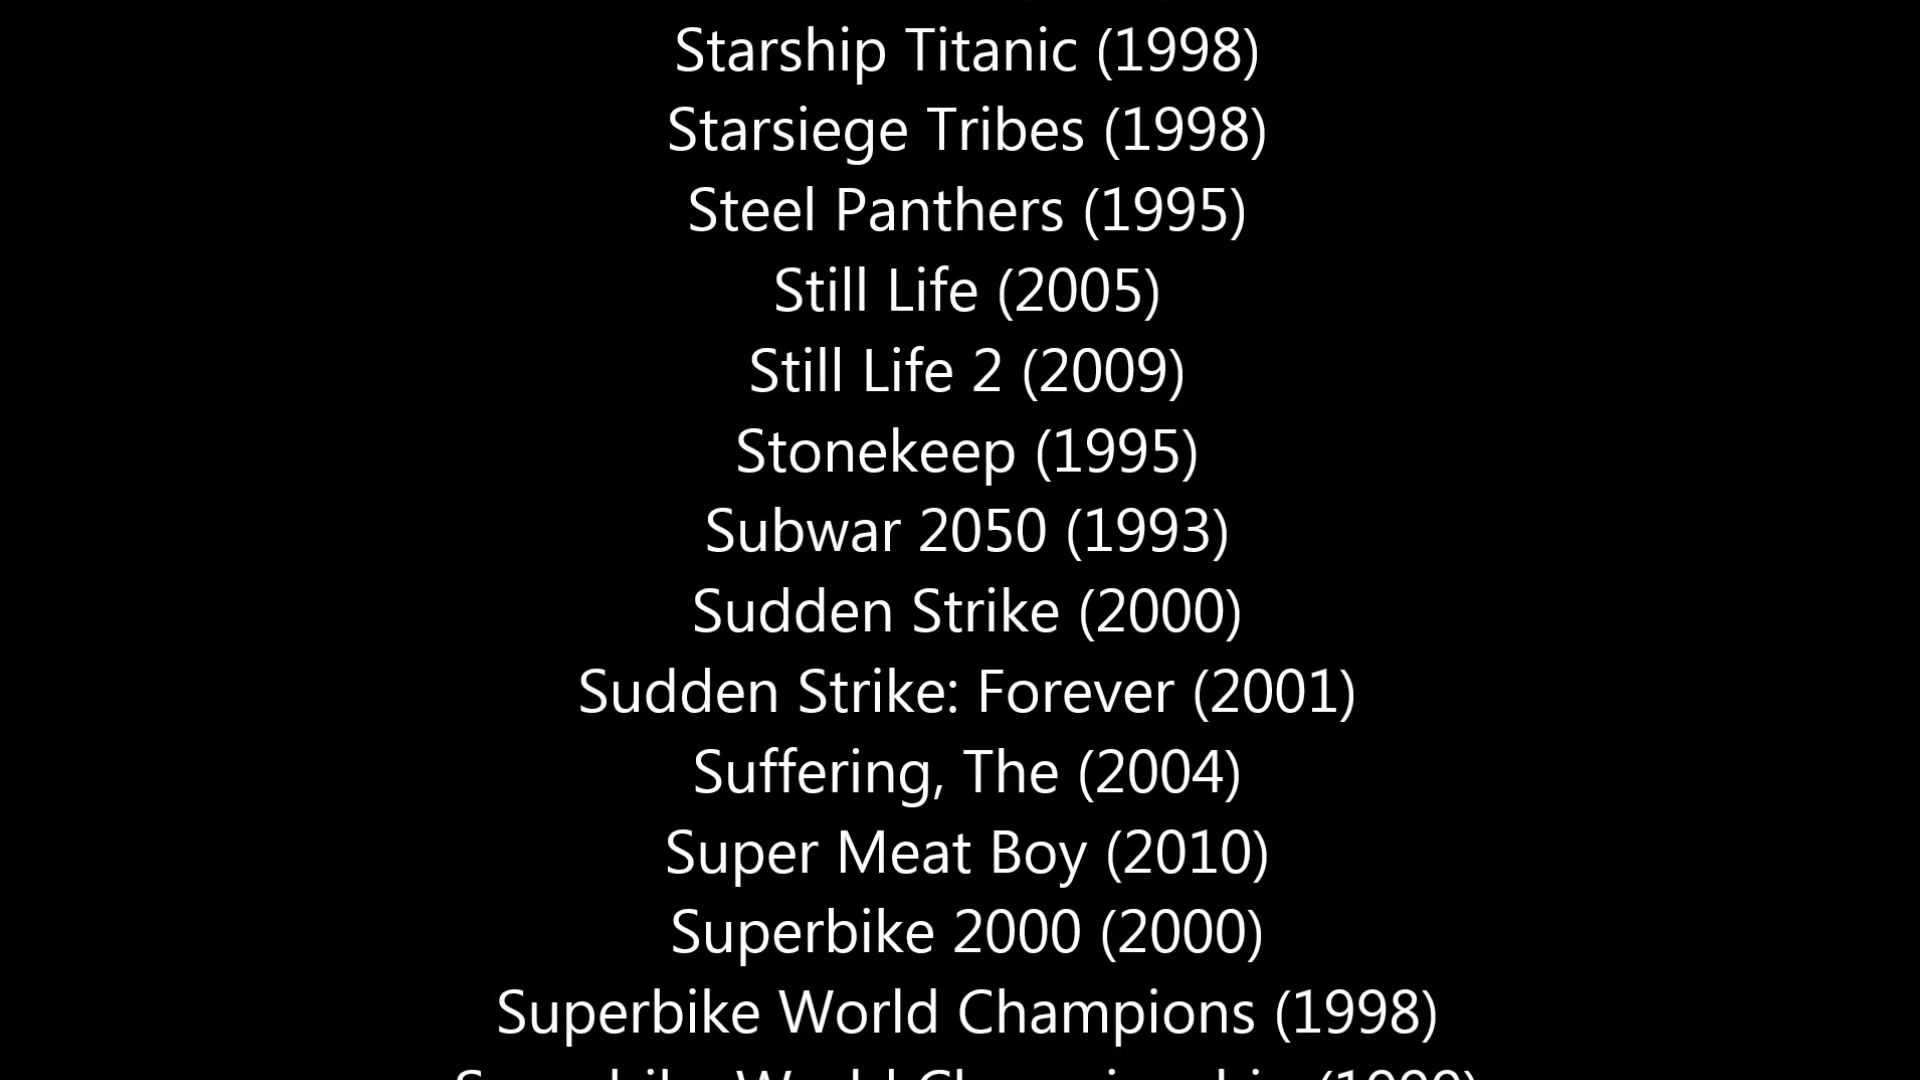 Starship Titanic (1998)
Starsiege Tribes (1998)
Steel Panthers (1995)
Still Life (2005)
Still Life 2 (2009)
Stonekeep (1995)
Subwar 2050 (1993)
Sudden Strike (2000)
Sudden Strike: Forever (2001)
Suffering, The (2004)
Super Meat Boy (2010)
Superbike 2000 (2000)
Superbike World Champions (1998)